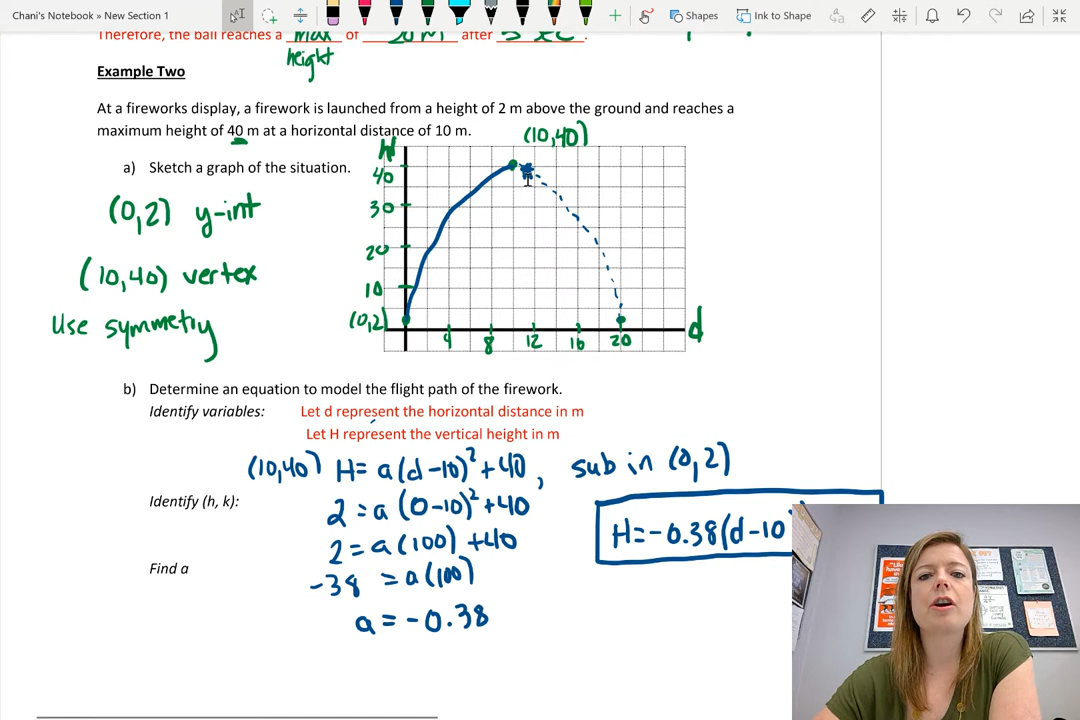 Chani's Notebook » New Section 1
Shapes
Ink to Shape
Therefore, the ball reaches a max height of 20 m after 5 sec.
Example Two
At a fireworks display, a firework is launched from a height of 2 m above the ground and reaches a
maximum height of 40 m at a horizontal distance of 10 m.
a) Sketch a graph of the situation.
(0,2) y-int
(10,40) vertex
Use symmetry
H
(10,40)
40
30
20
10
(0,2)
4 8 12 16 20
d
b) Determine an equation to model the flight path of the firework.
Identify variables: Let d represent the horizontal distance in m
Let H represent the vertical height in m
(10,40) H=a(d-10)²+40, sub in (0,2)
Identify (h, k):
2=a(0-10)²+40
2=a(100)+40
H=-0.38(d-10
Find a
-38=a(100)
a=-0.38